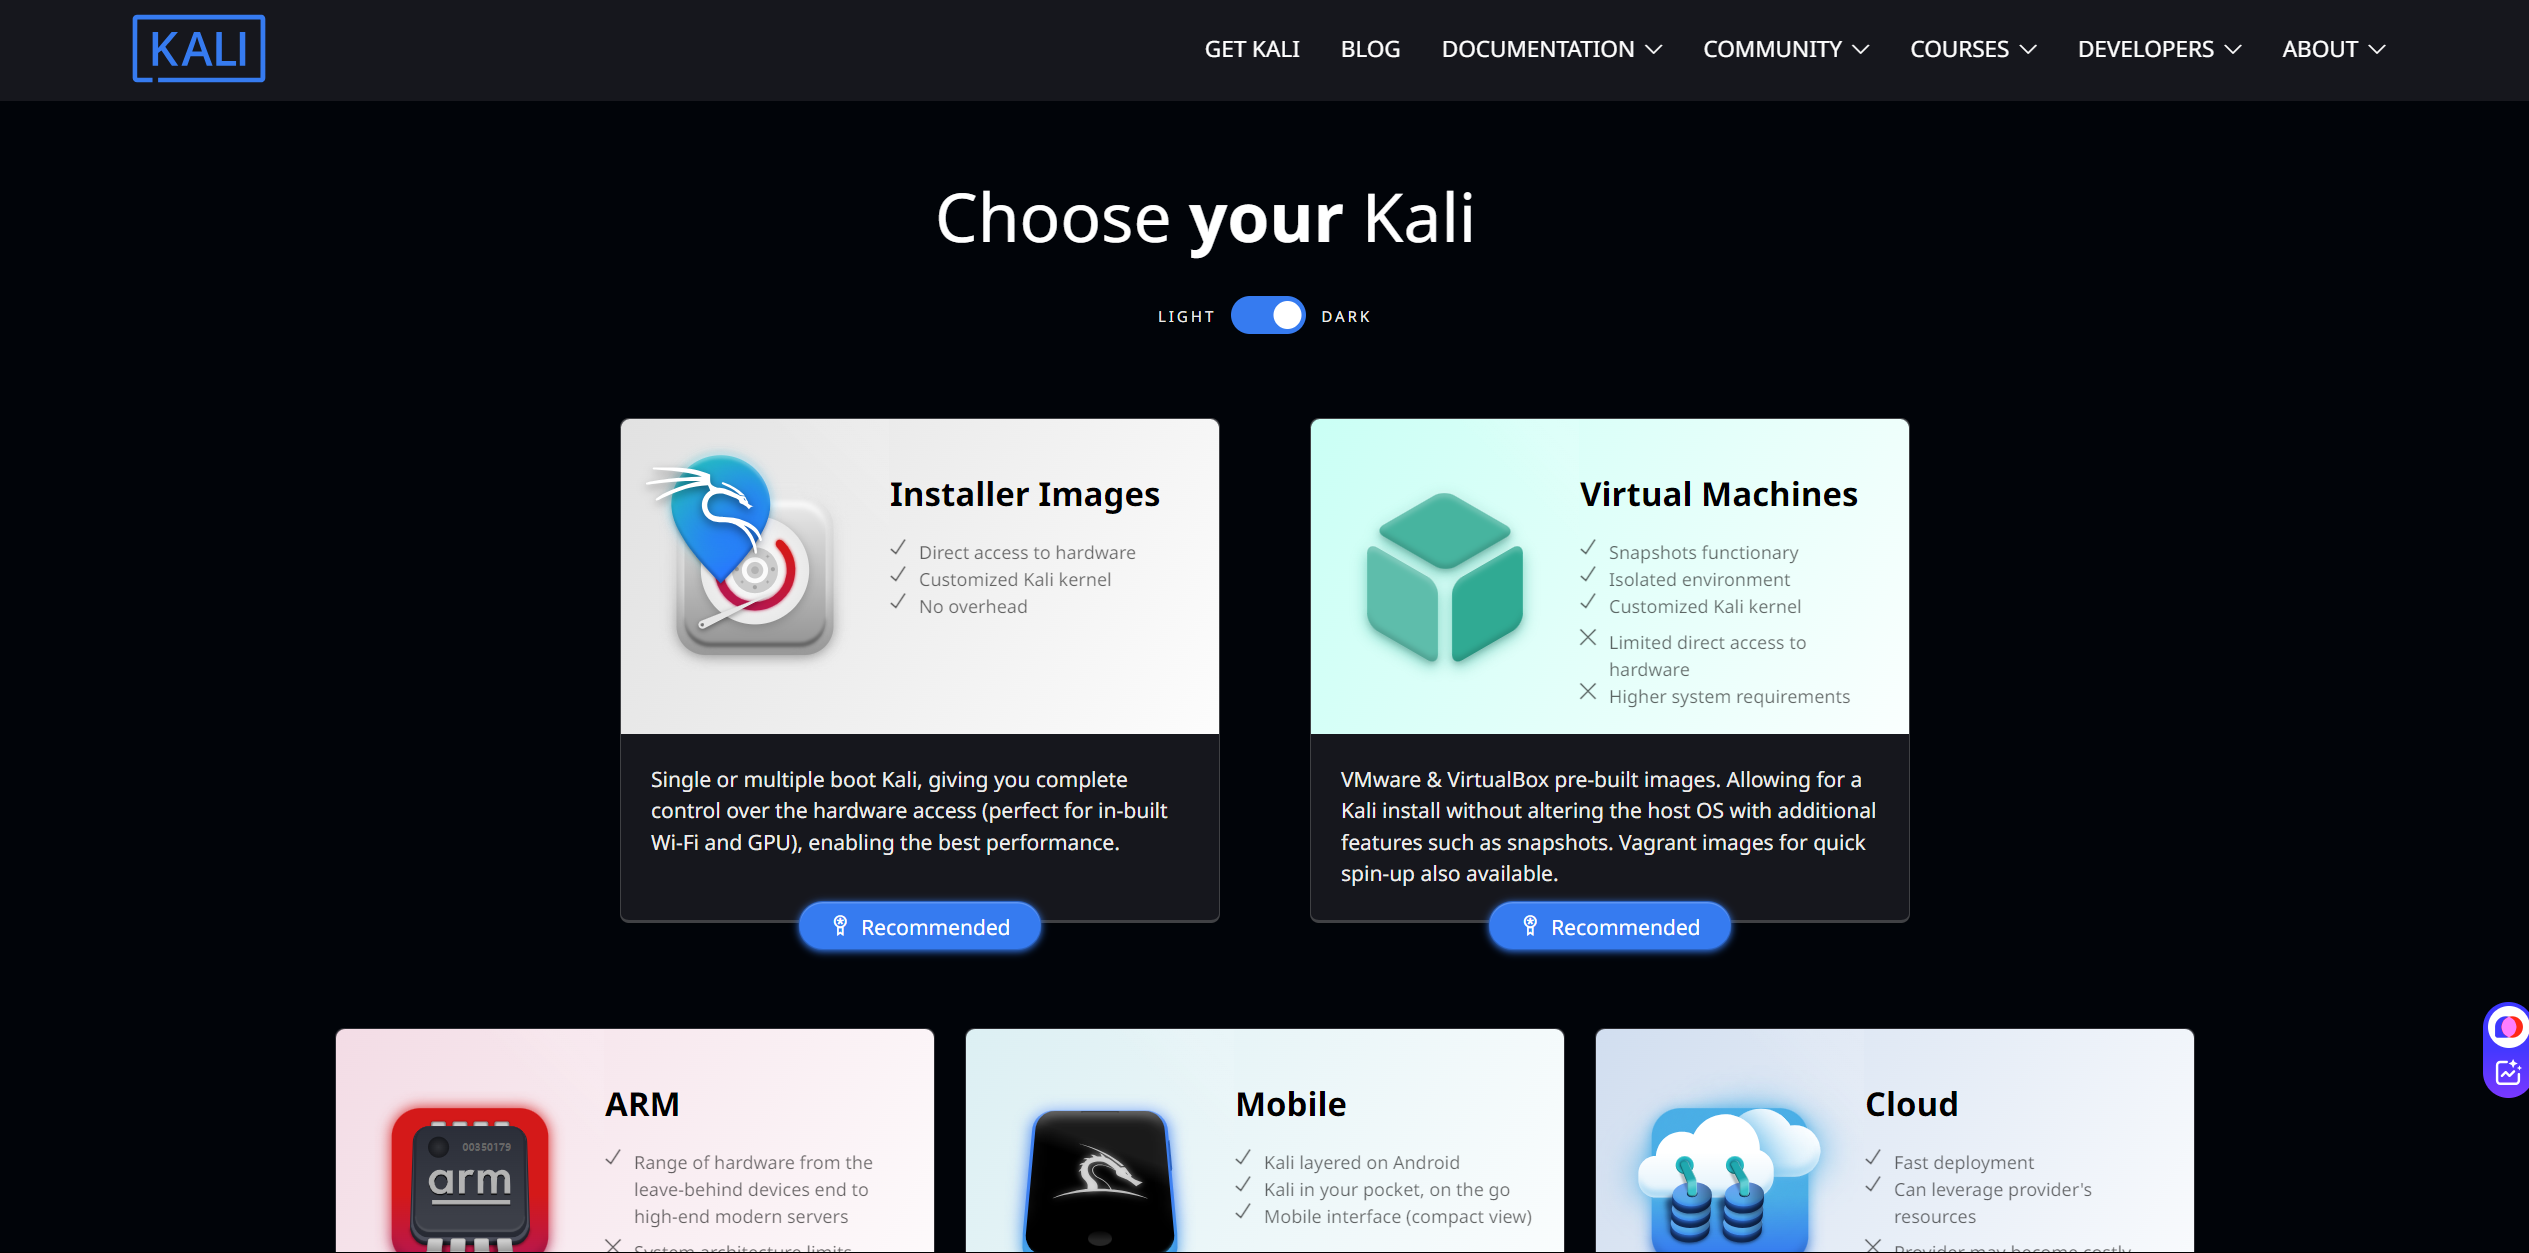 KALI
GET KALI BLOG DOCUMENTATION COMMUNITY COURSES DEVELOPERS ABOUT
Choose your Kali
LIGHT DARK
Installer Images
Direct access to hardware
Customized Kali kernel
No overhead
Single or multiple boot Kali, giving you complete
control over the hardware access (perfect for in-built
Wi-Fi and GPU), enabling the best performance.
Recommended
Virtual Machines
Snapshots functionary
Isolated environment
Customized Kali kernel
Limited direct access to
hardware
Higher system requirements
VMware & VirtualBox pre-built images. Allowing for a
Kali install without altering the host OS with additional
features such as snapshots. Vagrant images for quick
spin-up also available.
Recommended
00350179
arm
ARM
Range of hardware from the
leave-behind devices end to
high-end modern servers
System architecture limits
Mobile
Kali layered on Android
Kali in your pocket, on the go
Mobile interface (compact view)
Cloud
Fast deployment
Can leverage provider's
resources
Provider may become costly